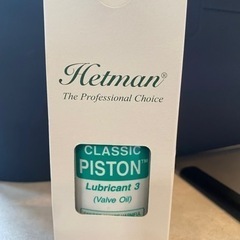 Hetman®
The Professional Choice
CLASSIC
PISTON™
Lubricant 3
(Valve Oil)